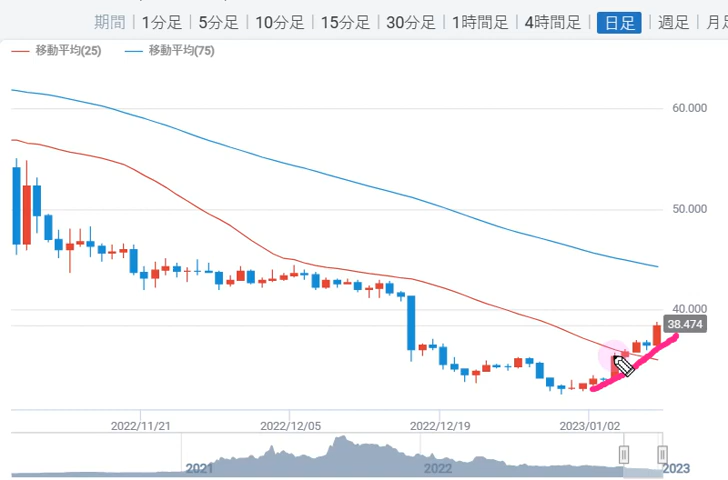 期間 | 1分足 | 5分足 | 10分足 | 15分足 | 30分足 | 1時間足 | 4時間足 | 日足 | 週足 | 月足
移動平均(25) 移動平均(75)
60.000
50.000
40.000
38.474
2022/11/21 2022/12/05 2022/12/19 2023/01/02
2021 2022 2023